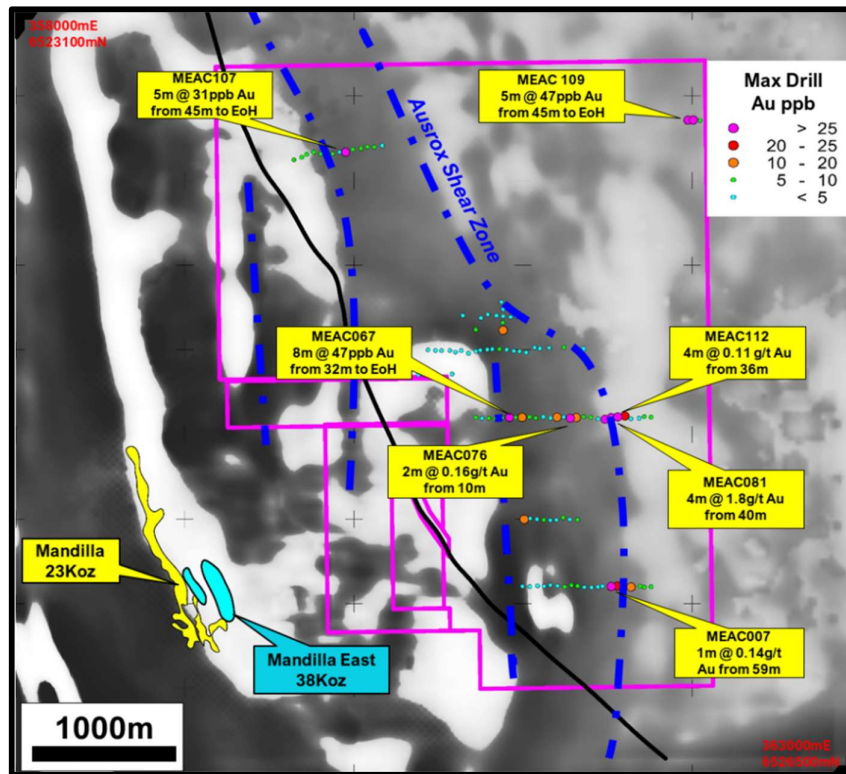 358000mE
6523100mN
MEAC107
5m @ 31ppb Au
from 45m to EoH
MEAC 109
5m @ 47ppb Au
from 45m to EoH
Max Drill
Au ppb
> 25
20 - 25
10 - 20
5 - 10
< 5
Ausrox Shear Zone
MEAC067
8m @ 47ppb Au
from 32m to EoH
MEAC112
4m @ 0.11 g/t Au
from 36m
MEAC076
2m @ 0.16g/t Au
from 10m
MEAC081
4m @ 1.8g/t Au
from 40m
Mandilla
23Koz
Mandilla East
38Koz
MEAC007
1m @ 0.14g/t
Au from 59m
1000m
363000mE
6528500mN